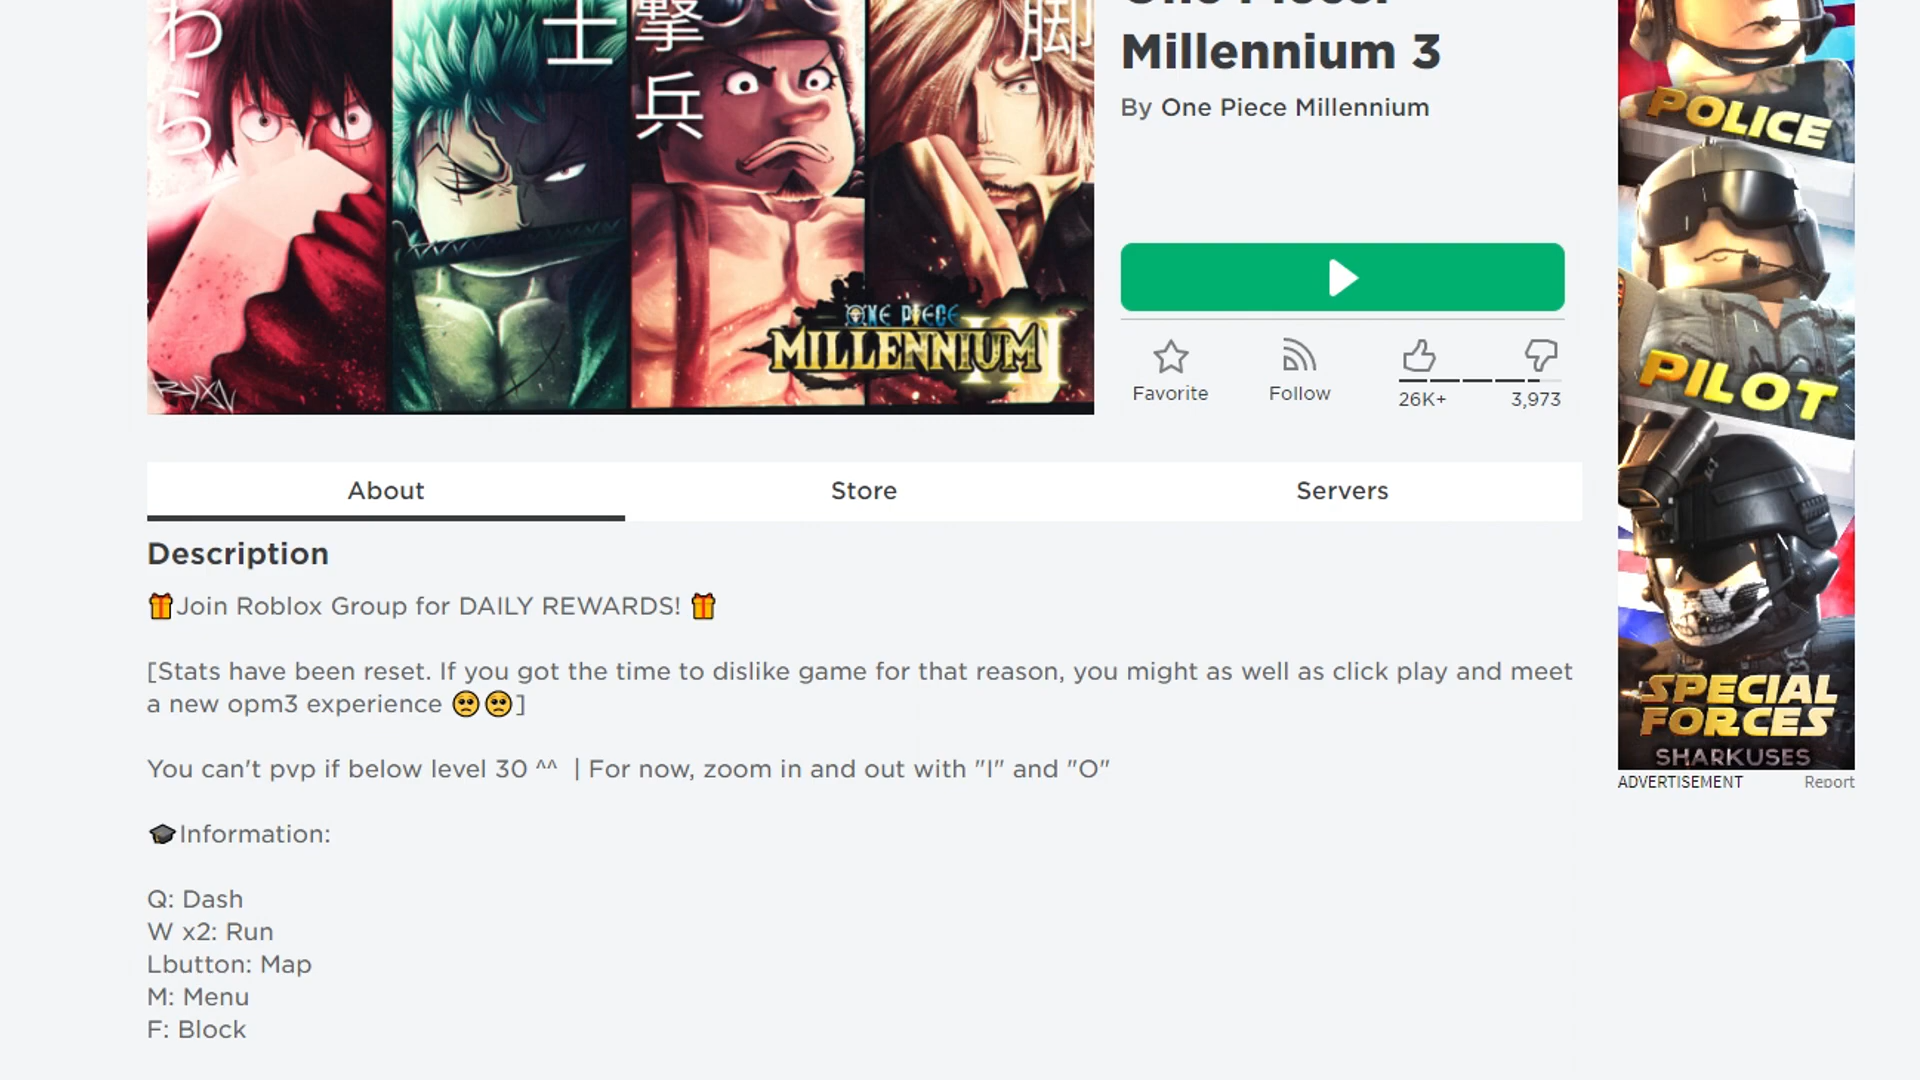 わら
士
撃兵
脚
ONE PIECE
MILLENNIUM
III
One Piece:
Millennium 3
By One Piece Millennium
Favorite
Follow
26K+
3,973
About
Store
Servers
Description
🎁Join Roblox Group for DAILY REWARDS! 🎁
[Stats have been reset. If you got the time to dislike game for that reason, you might as well as click play and meet
a new opm3 experience 🥺🥺]
You can't pvp if below level 30 ^^ | For now, zoom in and out with "I" and "O"
🎓Information:
Q: Dash
W x2: Run
Lbutton: Map
M: Menu
F: Block
POLICE
PILOT
SPECIAL
FORCES
SHARKUSES
ADVERTISEMENT
Report